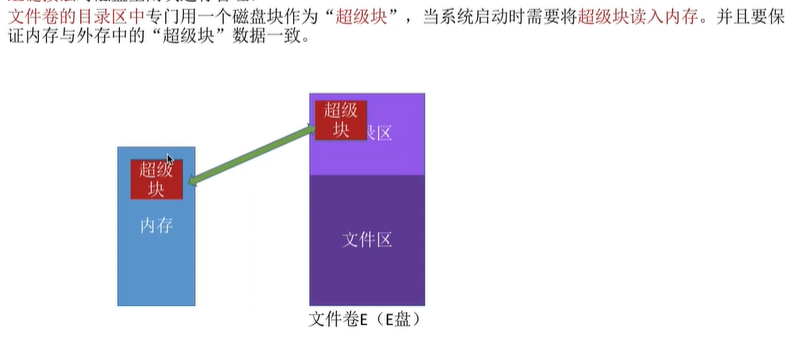 文件卷的目录区中专门用一个磁盘块作为“超级块”，当系统启动时需要将超级块读入内存。并且要保
证内存与外存中的“超级块”数据一致。
超级
块
录区
超级
块
内存
文件区
文件卷E（E盘）